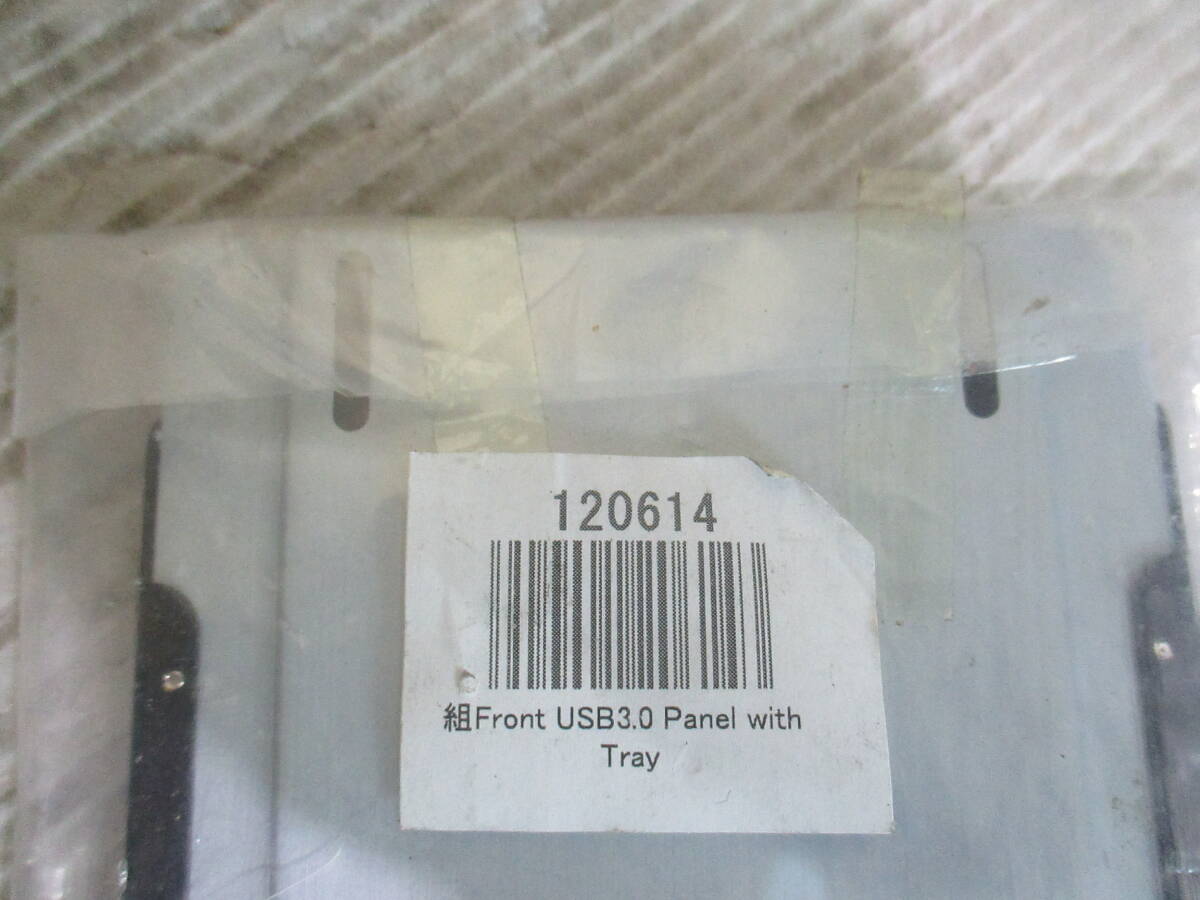 120614
組Front USB3.0 Panel with
Tray